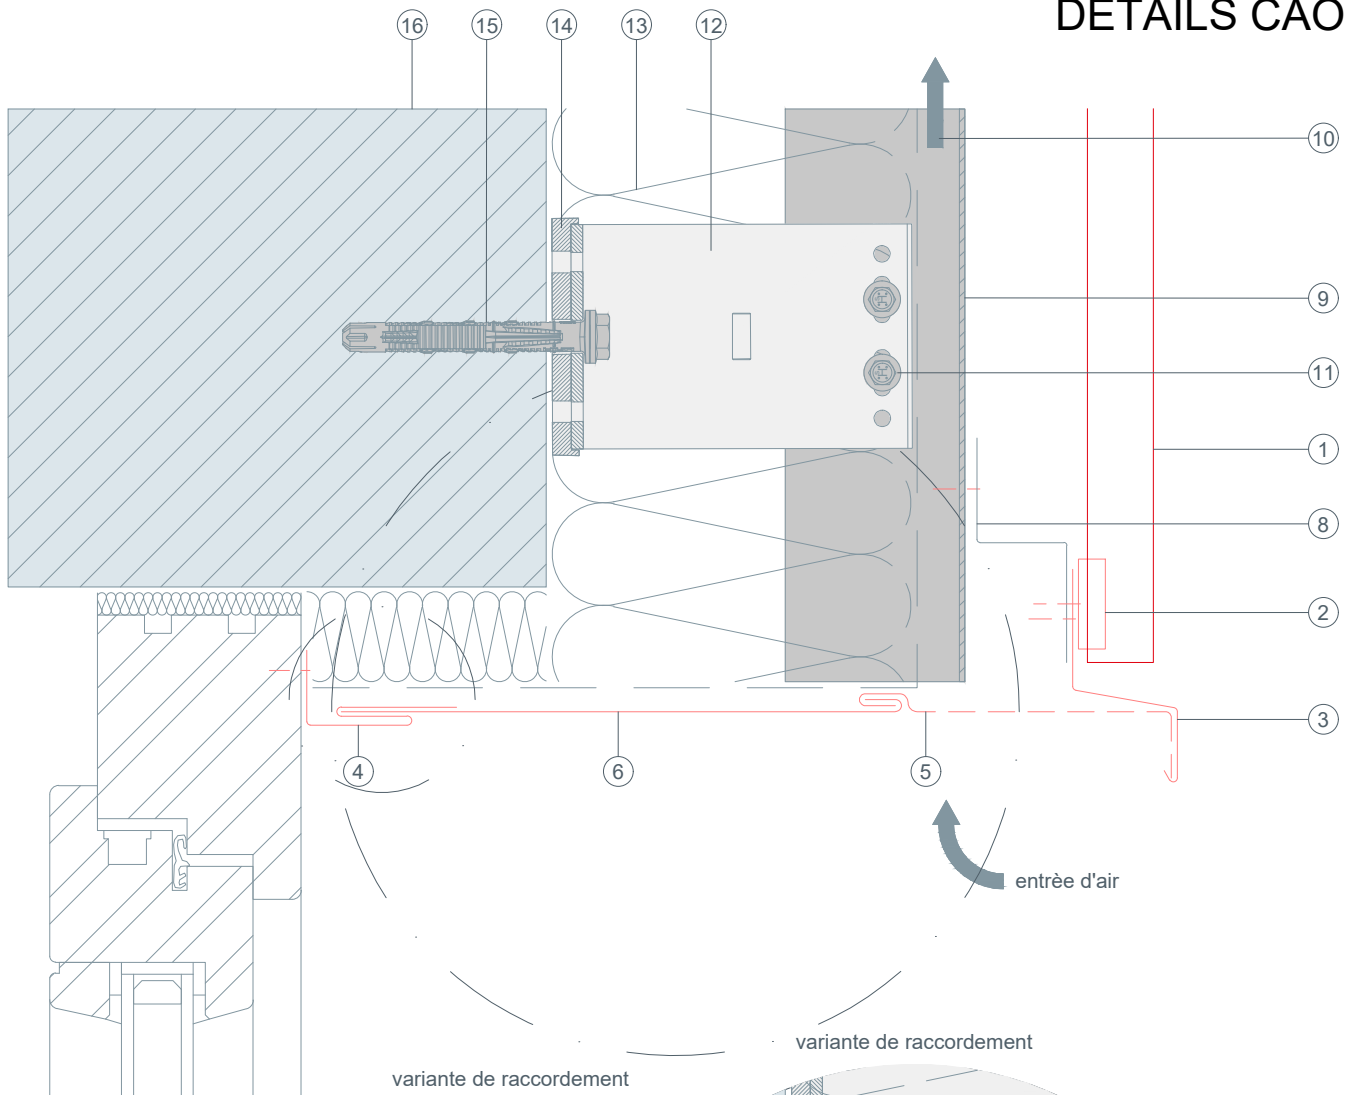 DETAILS CAO
16 15 14 13 12
10
9
11
1
8
2
3
4 6 5
entrèe d'air
variante de raccordement
variante de raccordement